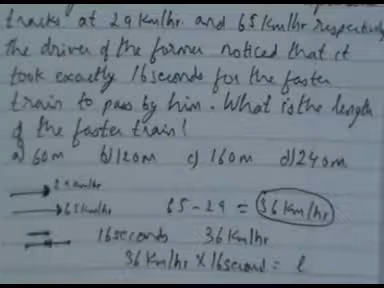 tracks at 29 Km/hr. and 65 Km/hr respectively
the driver of the former noticed that it
took exactly 16 seconds for the faster
train to pass by him. What is the length
of the faster train?
a) 60m b) 120m c) 160m d) 240m
29 Km/hr
65 Km/hr 65 - 29 = 36 Km/hr
16 seconds 36 Km/hr
36 Km/hr × 16 second = l